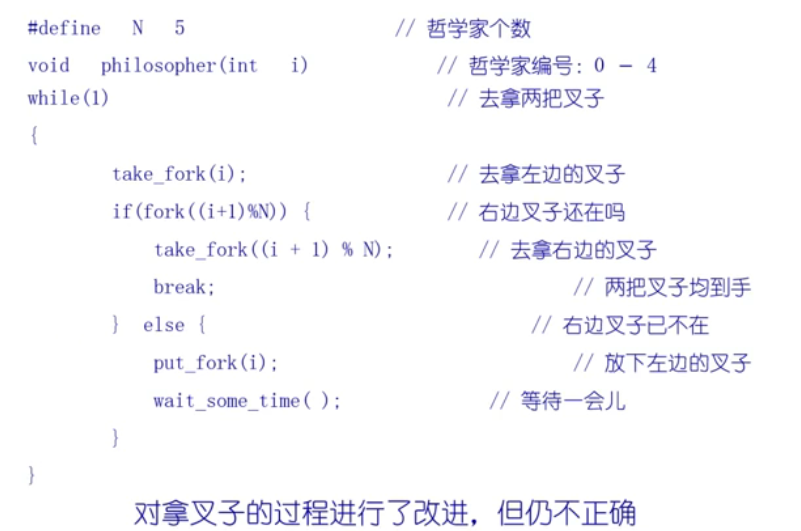 #define N 5 // 哲学家个数
void philosopher(int i) // 哲学家编号: 0 − 4
while(1) // 去拿两把叉子
{
take_fork(i); // 去拿左边的叉子
if(fork((i+1)%N)) { // 右边叉子还在吗
take_fork((i + 1) % N); // 去拿右边的叉子
break; // 两把叉子均到手
} else { // 右边叉子已不在
put_fork(i); // 放下左边的叉子
wait_some_time( ); // 等待一会儿
}
}
对拿叉子的过程进行了改进，但仍不正确